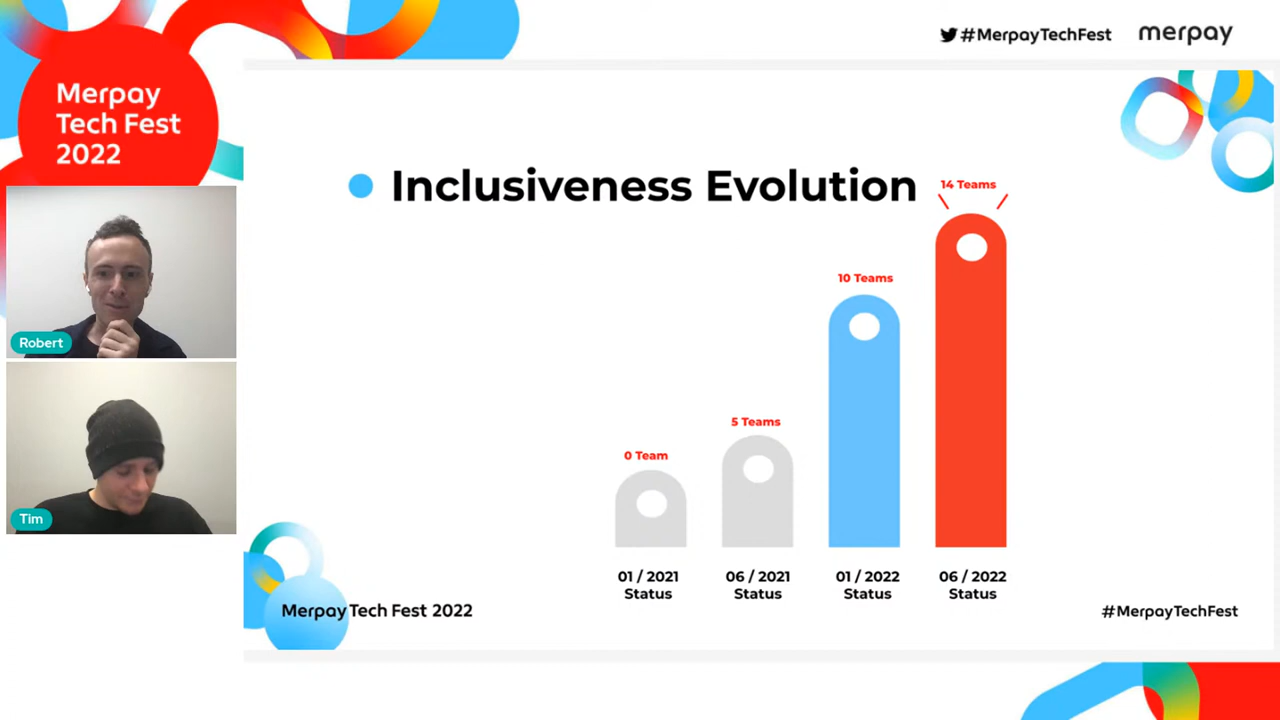 #MerpayTechFest
merpay
Merpay
Tech Fest
2022
Inclusiveness Evolution
14 Teams
10 Teams
5 Teams
0 Team
Robert
Tim
01 / 2021
Status
06 / 2021
Status
01 / 2022
Status
06 / 2022
Status
Merpay Tech Fest 2022
#MerpayTechFest